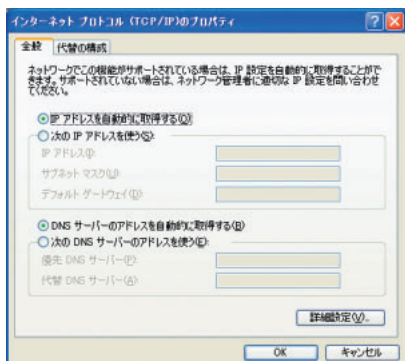 インターネット プロトコル (TCP/IP)のプロパティ
全般
代替の構成
ネットワークでこの機能がサポートされている場合は、IP 設定を自動的に取得することがで
きます。サポートされていない場合は、ネットワーク管理者に適切な IP 設定を問い合わせ
てください。
IP アドレスを自動的に取得する(O)
次の IP アドレスを使う(S):
IP アドレス(I):
サブネット マスク(U):
デフォルト ゲートウェイ(D):
DNS サーバーのアドレスを自動的に取得する(B)
次の DNS サーバーのアドレスを使う(E):
優先 DNS サーバー(P):
代替 DNS サーバー(A):
詳細設定(V)...
OK
キャンセル